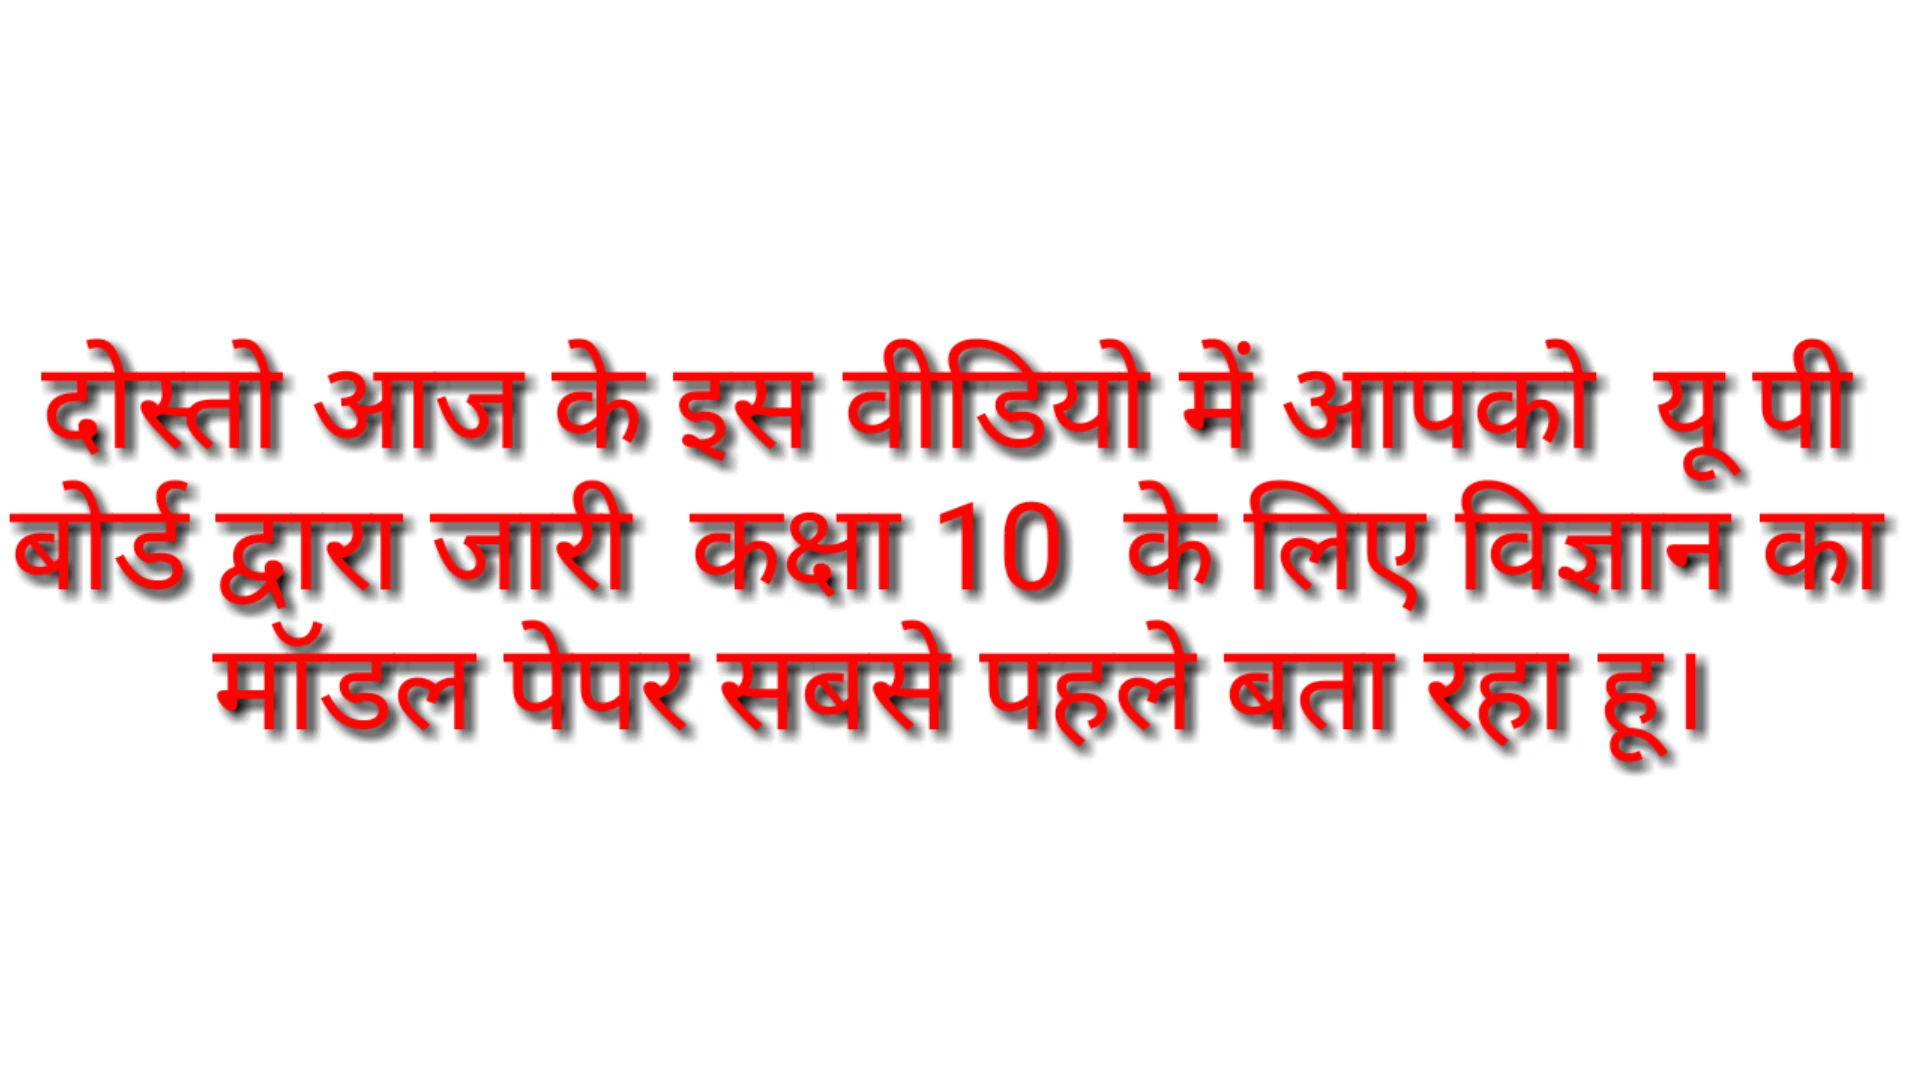 दोस्तो आज के इस वीडियो में आपको यू पी
बोर्ड द्वारा जारी कक्षा 10 के लिए विज्ञान का
मॉडल पेपर सबसे पहले बता रहा हू।